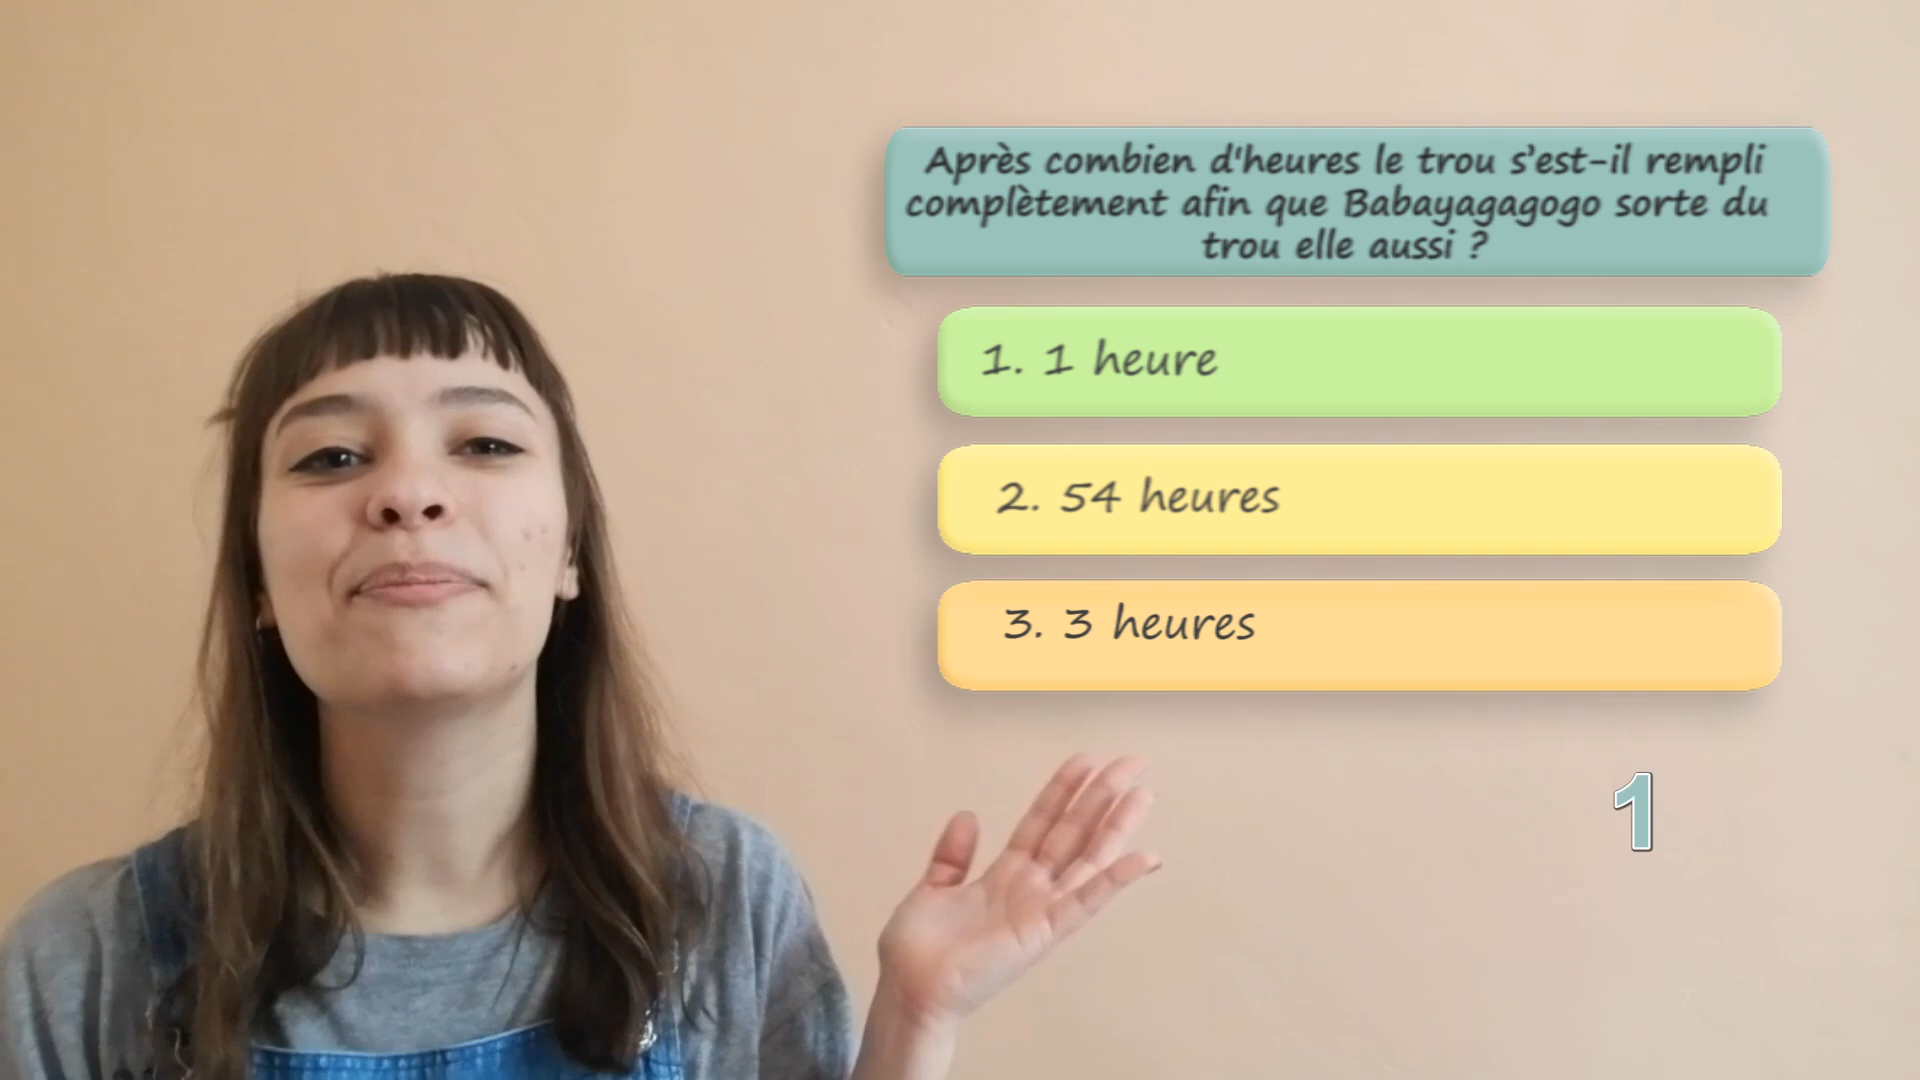 Après combien d'heures le trou s’est-il rempli
complètement afin que Babayagagogo sorte du
trou elle aussi ?
1. 1 heure
2. 54 heures
3. 3 heures
1